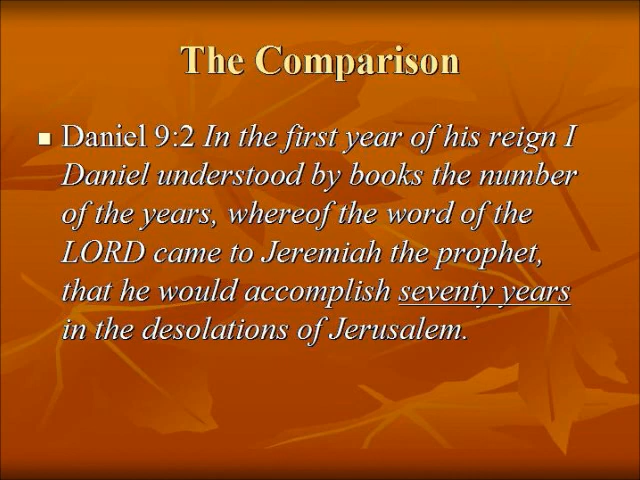 The Comparison
Daniel 9:2 In the first year of his reign I
Daniel understood by books the number
of the years, whereof the word of the
LORD came to Jeremiah the prophet,
that he would accomplish seventy years
in the desolations of Jerusalem.